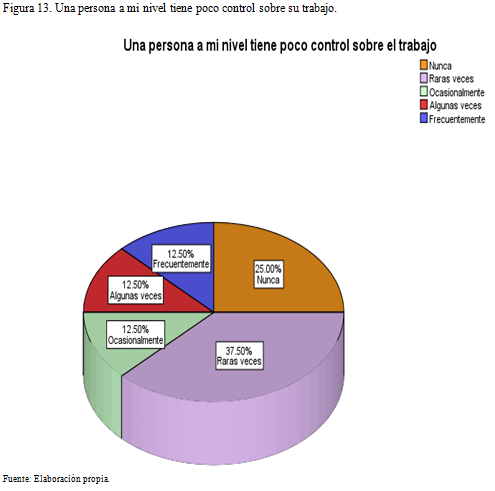 Figura 13. Una persona a mi nivel tiene poco control sobre su trabajo.
Una persona a mi nivel tiene poco control sobre el trabajo
Nunca
Raras veces
Ocasionalmente
Algunas veces
Frecuentemente
12.50%
Frecuentemente
25.00%
Nunca
12.50%
Algunas veces
12.50%
Ocasionalmente
37.50%
Raras veces
Fuente: Elaboración propia.